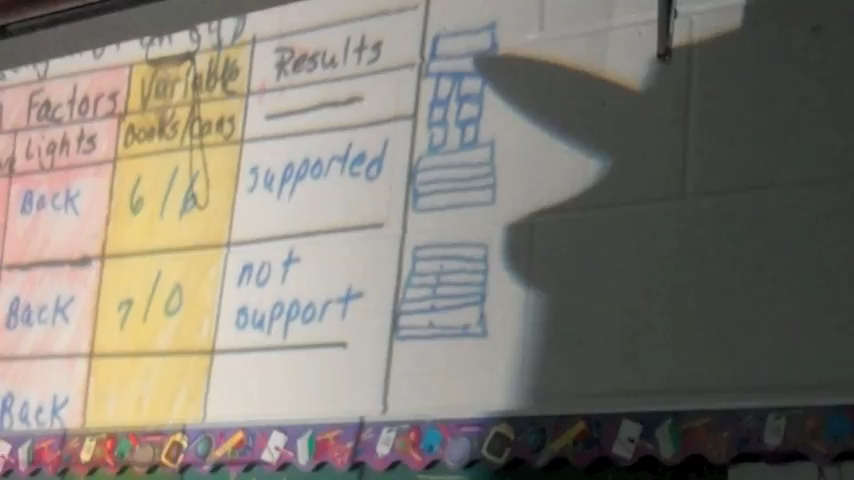 Factors Variable Results
Lights books/cans
Back 6/6 supported
Back 7/0 not
support
Back